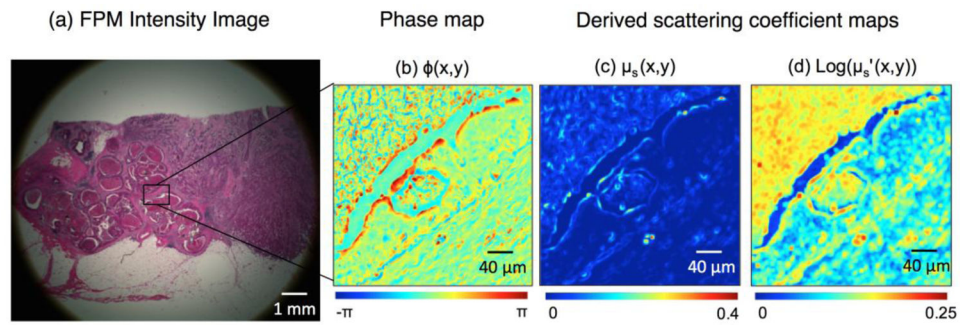 (a) FPM Intensity Image
Phase map
Derived scattering coefficient maps
(b) ϕ(x,y)
(c) μs(x,y)
(d) Log(μs'(x,y))
1 mm
40 μm
40 μm
40 μm
-π
π
0
0.4
0
0.25